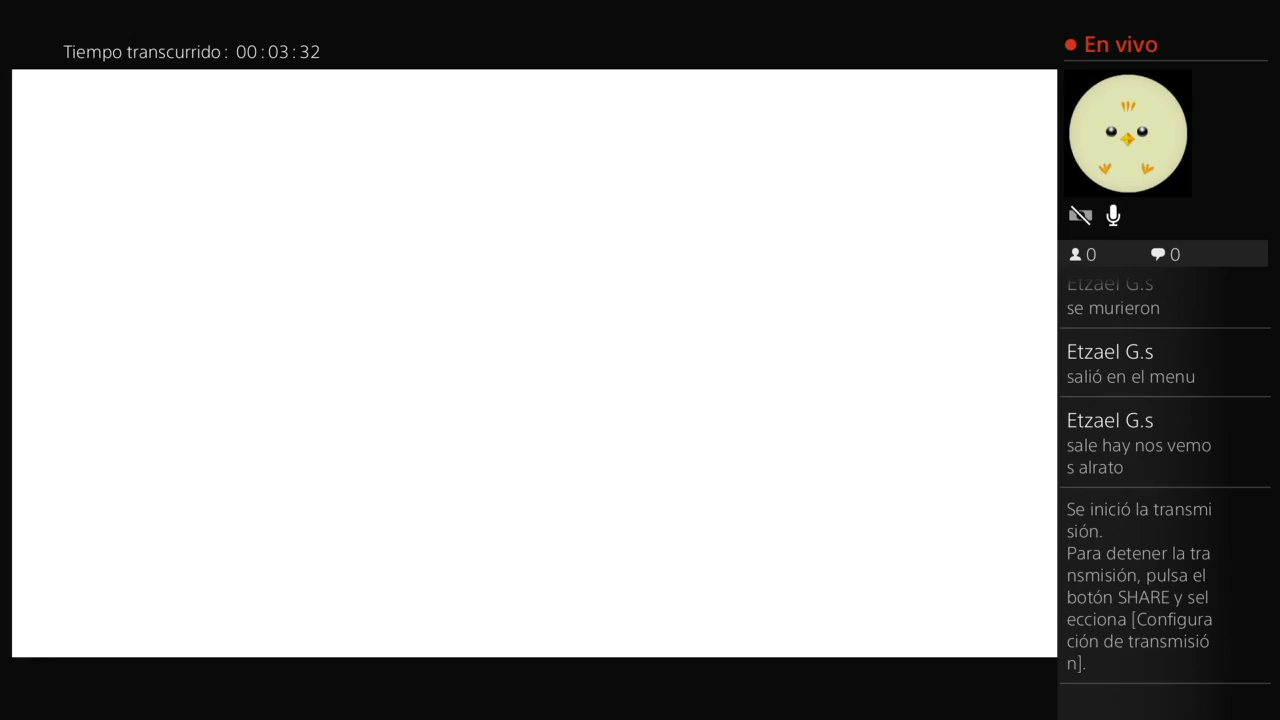 Tiempo transcurrido: 00:03:32
En vivo
0 0
Etzael G.s
se murieron
Etzael G.s
salió en el menu
Etzael G.s
sale hay nos vemo
s alrato
Se inició la transmi
sión.
Para detener la tra
nsmisión, pulsa el
botón SHARE y sel
ecciona [Configura
ción de transmisió
n].